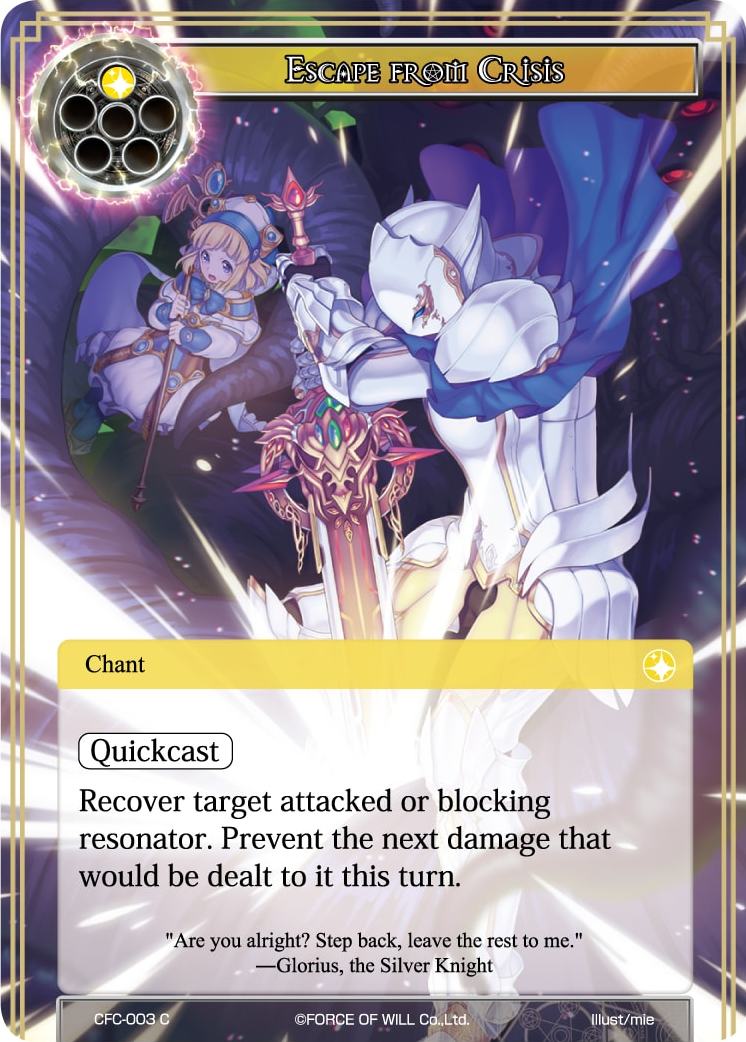 Escape from Crisis
Chant
Quickcast
Recover target attacked or blocking
resonator. Prevent the next damage that
would be dealt to it this turn.
"Are you alright? Step back, leave the rest to me."
—Glorius, the Silver Knight
CFC-003 C
©FORCE OF WILL Co.,Ltd.
Illust/mie